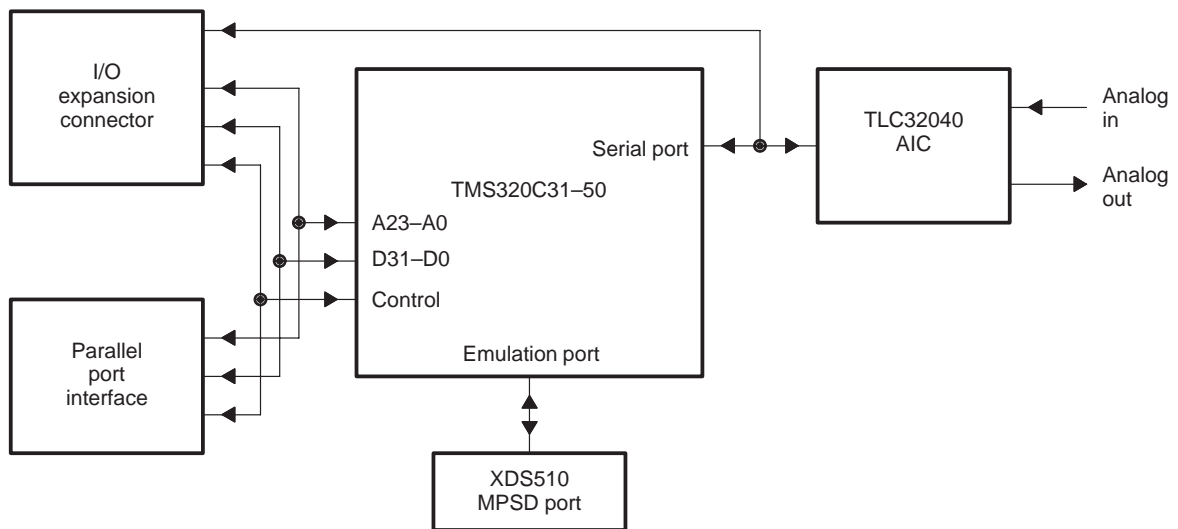 I/O
expansion
connector
Serial port
TMS320C31–50
A23–A0
D31–D0
Control
Emulation port
TLC32040
AIC
Analog
in
Analog
out
Parallel
port
interface
XDS510
MPSD port